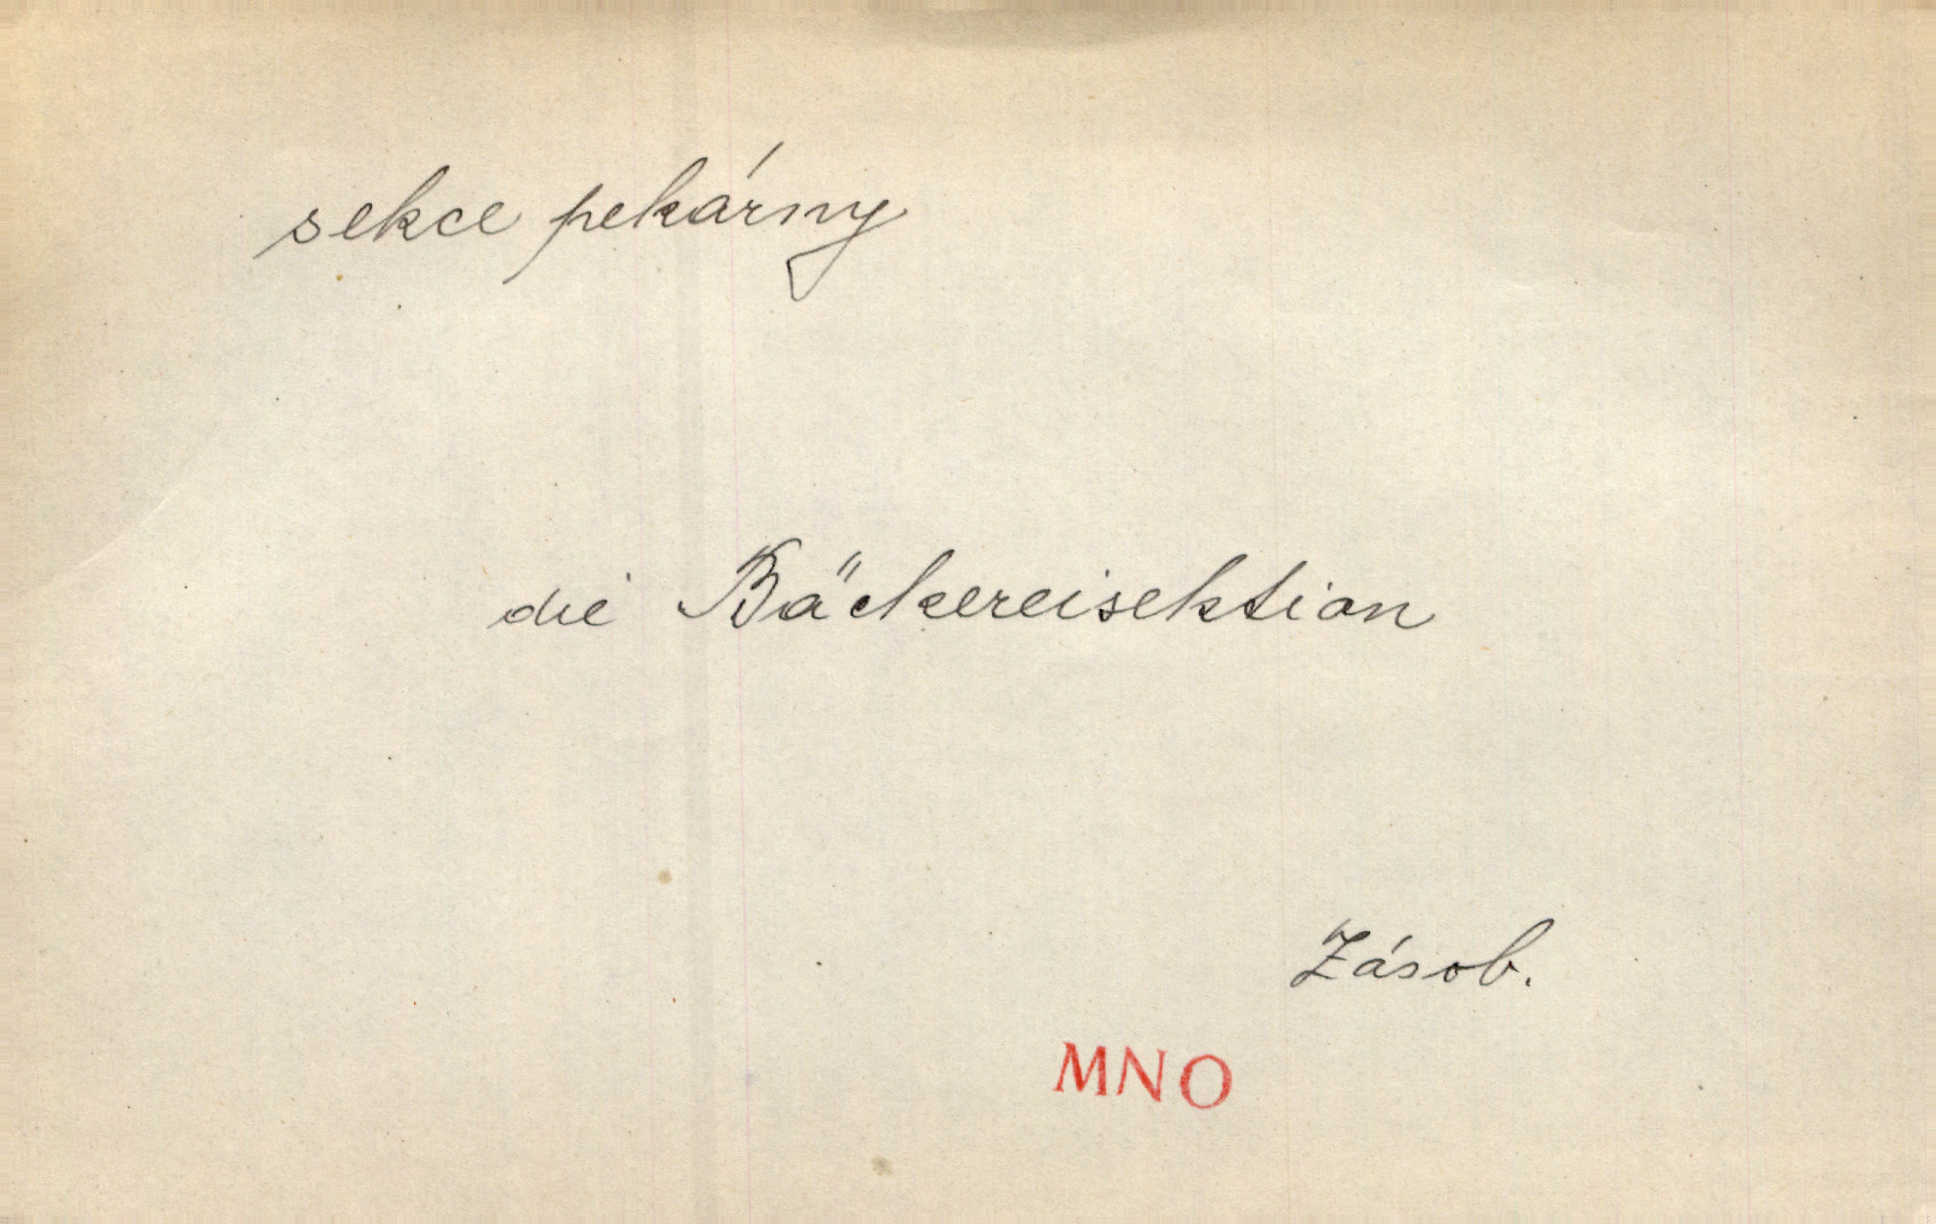 sekce pekárny
die Bäckereisektion
Zásob.
MNO